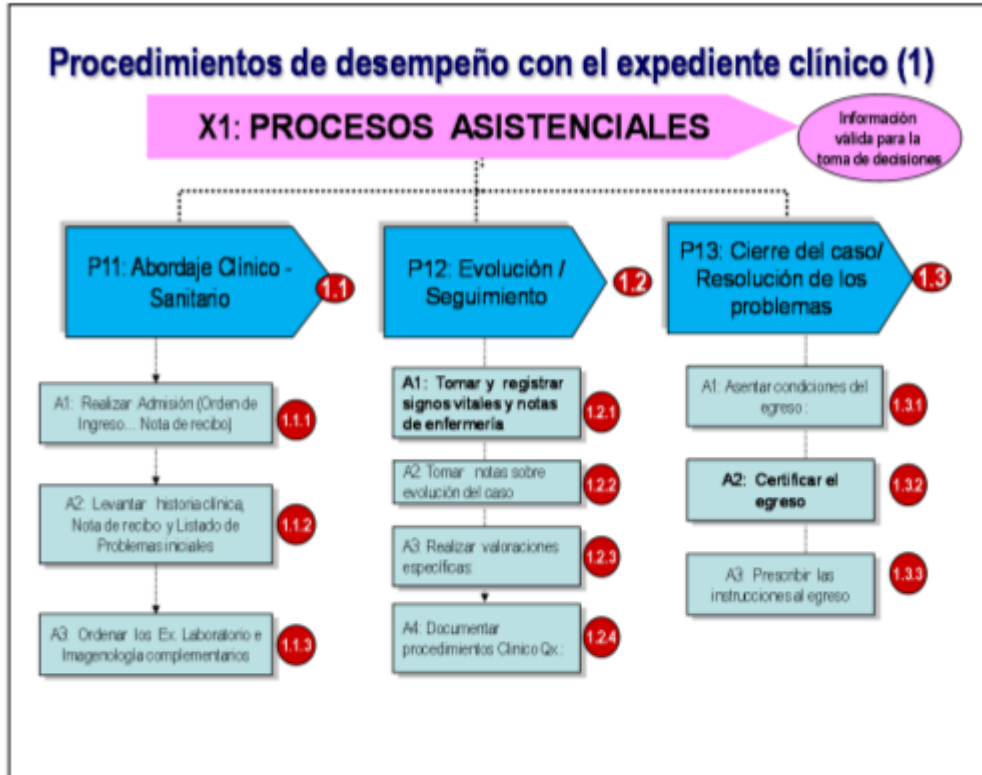 Procedimientos de desempeño con el expediente clínico (1)
X1: PROCESOS ASISTENCIALES
Información
válida para la
toma de decisiones
P11: Abordaje Clínico -
Sanitario
1.1
P12: Evolución /
Seguimiento
1.2
P13: Cierre del caso/
Resolución de los
problemas
1.3
A1: Realizar Admisión (Orden de
Ingreso... Nota de recibo)
1.1.1
A2: Levantar historia clínica,
Nota de recibo y Listado de
Problemas iniciales
1.1.2
A3: Ordenar los Ex. Laboratorio e
Imagenología complementarios
1.1.3
A1: Tomar y registrar
signos vitales y notas
de enfermería
1.2.1
A2 Tomar notas sobre
evolución del caso
1.2.2
A3: Realizar valoraciones
específicas:
1.2.3
A4: Documentar
procedimientos Clinico Qx.:
1.2.4
A1: Asentar condiciones del
egreso :
1.3.1
A2: Certificar el
egreso
1.3.2
A3: Prescribir las
instrucciones al egreso
1.3.3